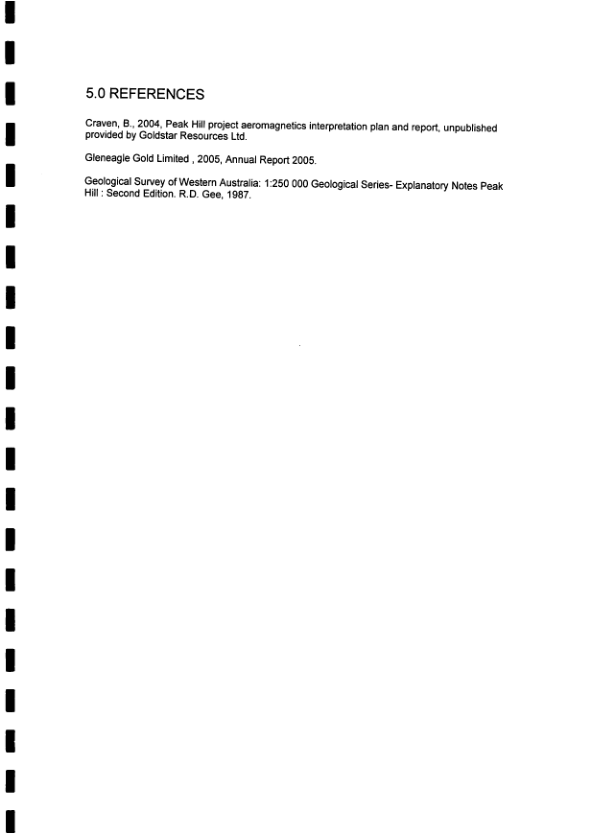 5.0 REFERENCES
Craven, B., 2004, Peak Hill project aeromagnetics interpretation plan and report, unpublished
provided by Goldstar Resources Ltd.
Gleneagle Gold Limited , 2005, Annual Report 2005.
Geological Survey of Western Australia: 1:250 000 Geological Series- Explanatory Notes Peak
Hill : Second Edition. R.D. Gee, 1987.